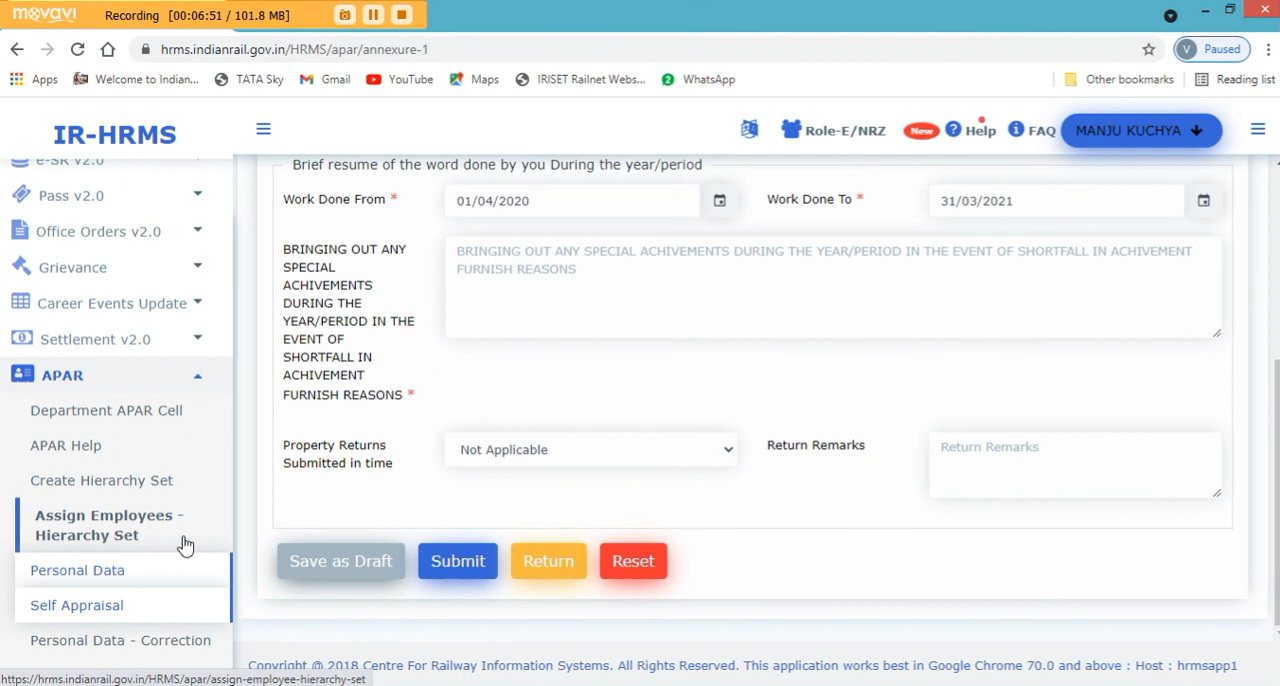 movavi Recording [00:06:51 / 101.8 MB]
hrms.indianrail.gov.in/HRMS/apar/annexure-1
V Paused
Apps Welcome to Indian... TATA Sky Gmail YouTube Maps IRISET Railnet Webs... WhatsApp Other bookmarks Reading list
IR-HRMS
Role-E/NRZ New Help FAQ MANJU KUCHYA
e-SR v2.0
Pass v2.0
Office Orders v2.0
Grievance
Career Events Update
Settlement v2.0
APAR
Department APAR Cell
APAR Help
Create Hierarchy Set
Assign Employees -
Hierarchy Set
Personal Data
Self Appraisal
Personal Data - Correction
Brief resume of the word done by you During the year/period
Work Done From * 01/04/2020 Work Done To * 31/03/2021
BRINGING OUT ANY
SPECIAL
ACHIVEMENTS
DURING THE
YEAR/PERIOD IN THE
EVENT OF
SHORTFALL IN
ACHIVEMENT
FURNISH REASONS *
BRINGING OUT ANY SPECIAL ACHIVEMENTS DURING THE YEAR/PERIOD IN THE EVENT OF SHORTFALL IN ACHIVEMENT
FURNISH REASONS
Property Returns
Submitted in time
Not Applicable
Return Remarks
Return Remarks
Save as Draft Submit Return Reset
Copyright @ 2018 Centre For Railway Information Systems. All Rights Reserved. This application works best in Google Chrome 70.0 and above : Host : hrmsapp1
https://hrms.indianrail.gov.in/HRMS/apar/assign-employee-hierarchy-set